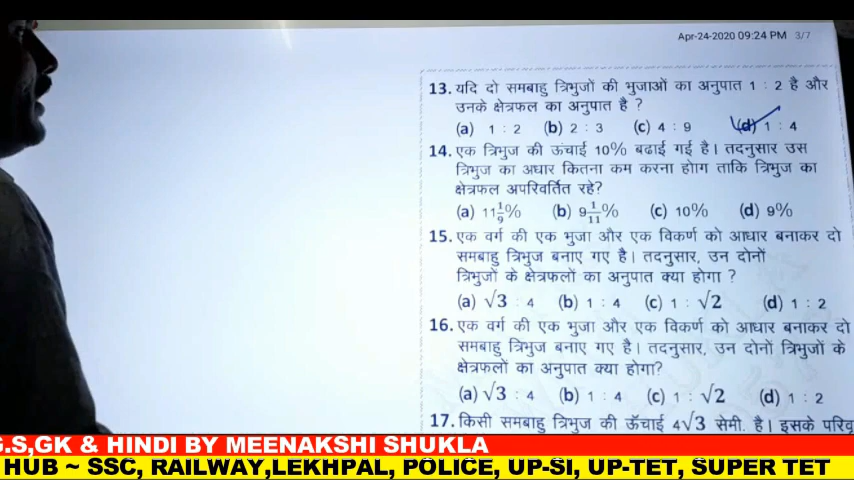 Apr-24-2020 09:24 PM 3/7
13. यदि दो समबाहु त्रिभुजों की भुजाओं का अनुपात 1 : 2 है और
उनके क्षेत्रफल का अनुपात है ?
(a) 1 : 2 (b) 2 : 3 (c) 4 : 9 (d) 1 : 4
14. एक त्रिभुज की ऊंचाई 10% बढाई गई है। तदनुसार उस
त्रिभुज का अधार कितना कम करना होाग ताकि त्रिभुज का
क्षेत्रफल अपरिवर्तित रहे?
(a) 11 1/9% (b) 9 1/11% (c) 10% (d) 9%
15. एक वर्ग की एक भुजा और एक विकर्ण को आधार बनाकर दो
समबाहु त्रिभुज बनाए गए है। तदनुसार, उन दोनों
त्रिभुजों के क्षेत्रफलों का अनुपात क्या होगा ?
(a) √3 : 4 (b) 1 : 4 (c) 1 : √2 (d) 1 : 2
16. एक वर्ग की एक भुजा और एक विकर्ण को आधार बनाकर दो
समबाहु त्रिभुज बनाए गए है। तदनुसार, उन दोनों त्रिभुजों के
क्षेत्रफलों का अनुपात क्या होगा?
(a) √3 : 4 (b) 1 : 4 (c) 1 : √2 (d) 1 : 2
17. किसी समबाहु त्रिभुज की ऊँचाई 4√3 सेमी. है। इसके परिवृ
G.S,GK & HINDI BY MEENAKSHI SHUKLA
HUB ~ SSC, RAILWAY,LEKHPAL, POLICE, UP-SI, UP-TET, SUPER TET